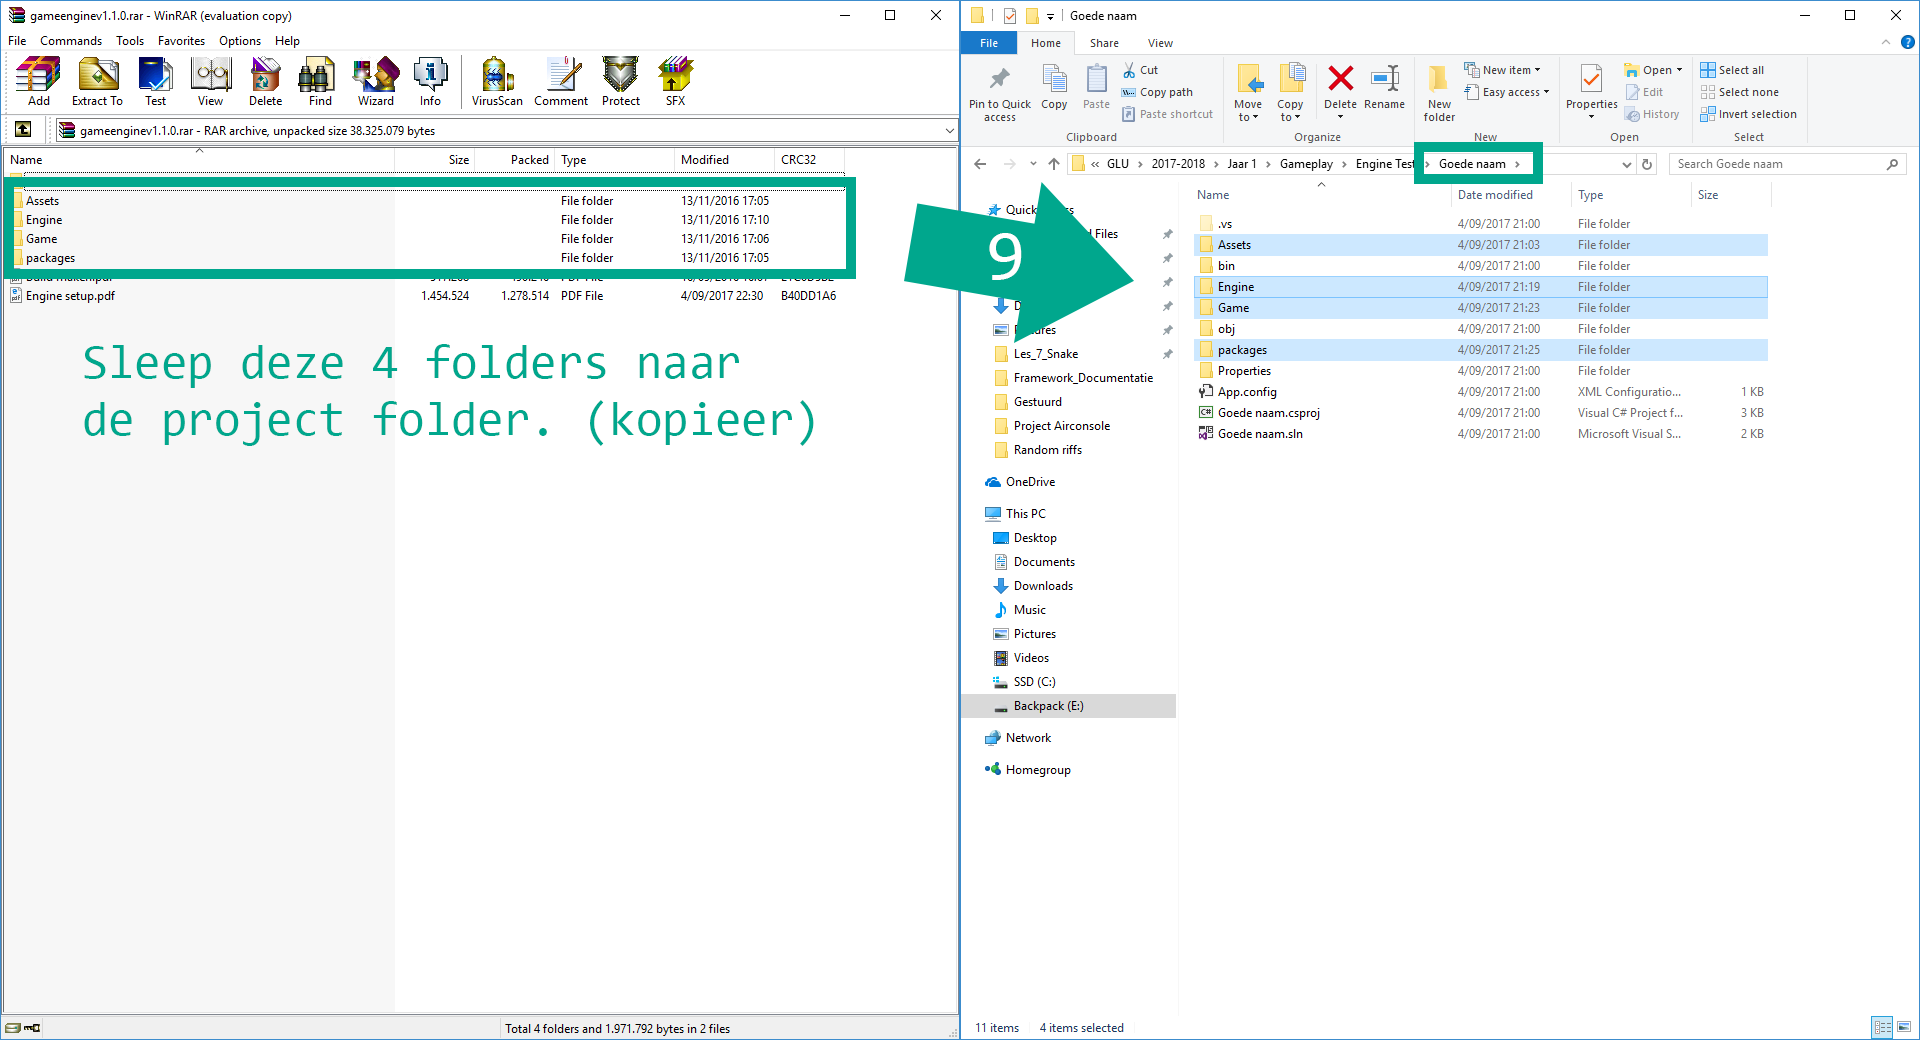 gameenginev1.1.0.rar - WinRAR (evaluation copy)
File Commands Tools Favorites Options Help
Add Extract To Test View Delete Find Wizard Info VirusScan Comment Protect SFX
gameenginev1.1.0.rar - RAR archive, unpacked size 38.325.079 bytes
Name Size Packed Type Modified CRC32
Assets File folder 13/11/2016 17:05
Engine File folder 13/11/2016 17:10
Game File folder 13/11/2016 17:06
packages File folder 13/11/2016 17:05
PDF File
Engine setup.pdf 1.454.524 1.278.514 PDF File 4/09/2017 22:30 B40DD1A6
Sleep deze 4 folders naar
de project folder. (kopieer)
Total 4 folders and 1.971.792 bytes in 2 files
9
Goede naam
File Home Share View
Pin to Quick access
Copy
Paste
Cut
Copy path
Paste shortcut
Clipboard
Move to
Copy to
Delete
Rename
Organize
New folder
New item
Easy access
New
Properties
Open
Edit
History
Open
Select all
Select none
Invert selection
Select
« GLU › 2017-2018 › Jaar 1 › Gameplay › Engine Test › Goede naam ›
Search Goede naam
Quick
Files
Les_7_Snake
Framework_Documentatie
Gestuurd
Project Airconsole
Random riffs
OneDrive
This PC
Desktop
Documents
Downloads
Music
Pictures
Videos
SSD (C:)
Backpack (E:)
Network
Homegroup
Name Date modified Type Size
.vs 4/09/2017 21:00 File folder
Assets 4/09/2017 21:03 File folder
bin 4/09/2017 21:00 File folder
Engine 4/09/2017 21:19 File folder
Game 4/09/2017 21:23 File folder
obj 4/09/2017 21:00 File folder
packages 4/09/2017 21:25 File folder
Properties 4/09/2017 21:00 File folder
App.config 4/09/2017 21:00 XML Configuratio... 1 KB
Goede naam.csproj 4/09/2017 21:00 Visual C# Project f... 3 KB
Goede naam.sln 4/09/2017 21:00 Microsoft Visual S... 2 KB
11 items 4 items selected